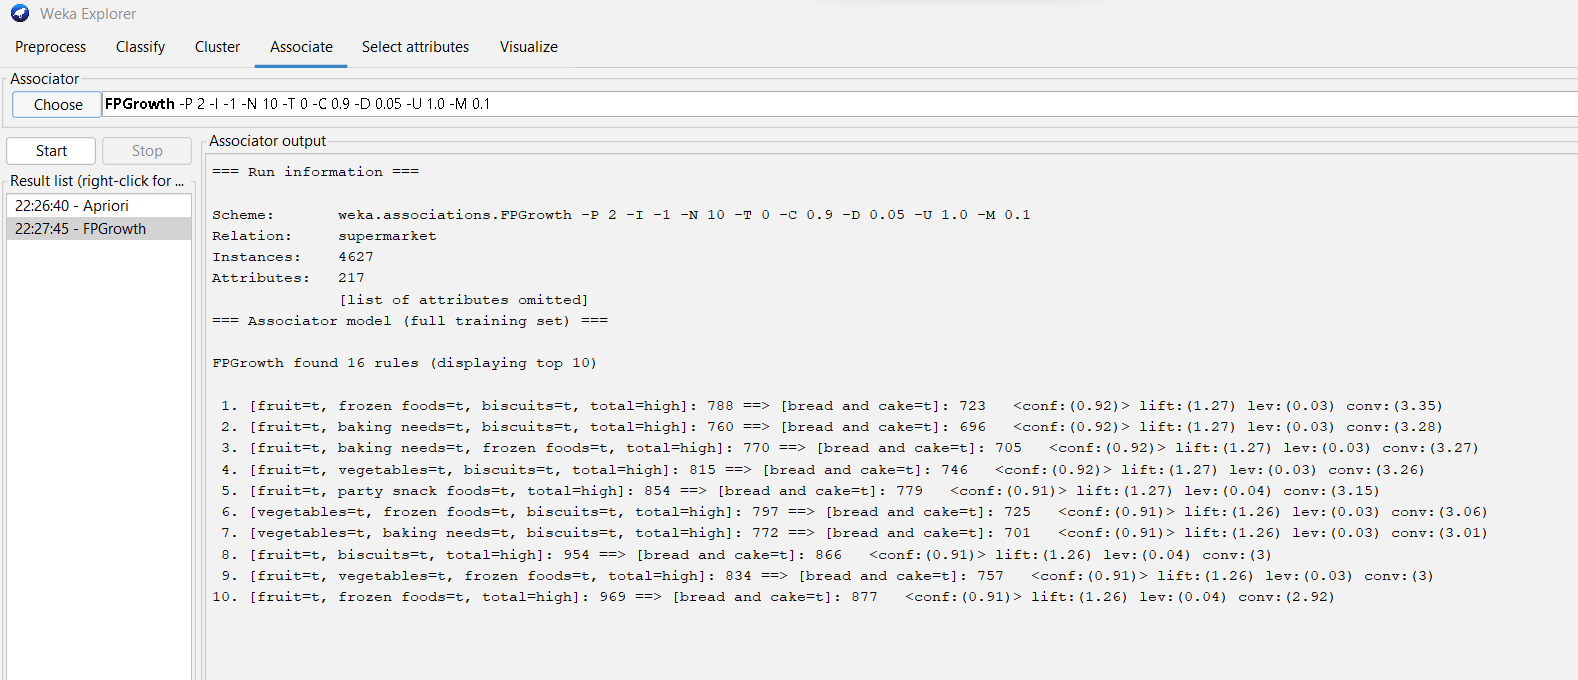 Weka Explorer
Preprocess Classify Cluster Associate Select attributes Visualize
Associator
Choose FPGrowth -P 2 -I -1 -N 10 -T 0 -C 0.9 -D 0.05 -U 1.0 -M 0.1
Start Stop
Result list (right-click for ...
22:26:40 - Apriori
22:27:45 - FPGrowth
Associator output
=== Run information ===
Scheme: weka.associations.FPGrowth -P 2 -I -1 -N 10 -T 0 -C 0.9 -D 0.05 -U 1.0 -M 0.1
Relation: supermarket
Instances: 4627
Attributes: 217
[list of attributes omitted]
=== Associator model (full training set) ===
FPGrowth found 16 rules (displaying top 10)
1. [fruit=t, frozen foods=t, biscuits=t, total=high]: 788 ==> [bread and cake=t]: 723 <conf:(0.92)> lift:(1.27) lev:(0.03) conv:(3.35)
2. [fruit=t, baking needs=t, biscuits=t, total=high]: 760 ==> [bread and cake=t]: 696 <conf:(0.92)> lift:(1.27) lev:(0.03) conv:(3.28)
3. [fruit=t, baking needs=t, frozen foods=t, total=high]: 770 ==> [bread and cake=t]: 705 <conf:(0.92)> lift:(1.27) lev:(0.03) conv:(3.27)
4. [fruit=t, vegetables=t, biscuits=t, total=high]: 815 ==> [bread and cake=t]: 746 <conf:(0.92)> lift:(1.27) lev:(0.03) conv:(3.26)
5. [fruit=t, party snack foods=t, total=high]: 854 ==> [bread and cake=t]: 779 <conf:(0.91)> lift:(1.27) lev:(0.04) conv:(3.15)
6. [vegetables=t, frozen foods=t, biscuits=t, total=high]: 797 ==> [bread and cake=t]: 725 <conf:(0.91)> lift:(1.26) lev:(0.03) conv:(3.06)
7. [vegetables=t, baking needs=t, biscuits=t, total=high]: 772 ==> [bread and cake=t]: 701 <conf:(0.91)> lift:(1.26) lev:(0.03) conv:(3.01)
8. [fruit=t, biscuits=t, total=high]: 954 ==> [bread and cake=t]: 866 <conf:(0.91)> lift:(1.26) lev:(0.04) conv:(3)
9. [fruit=t, vegetables=t, frozen foods=t, total=high]: 834 ==> [bread and cake=t]: 757 <conf:(0.91)> lift:(1.26) lev:(0.03) conv:(3)
10. [fruit=t, frozen foods=t, total=high]: 969 ==> [bread and cake=t]: 877 <conf:(0.91)> lift:(1.26) lev:(0.04) conv:(2.92)